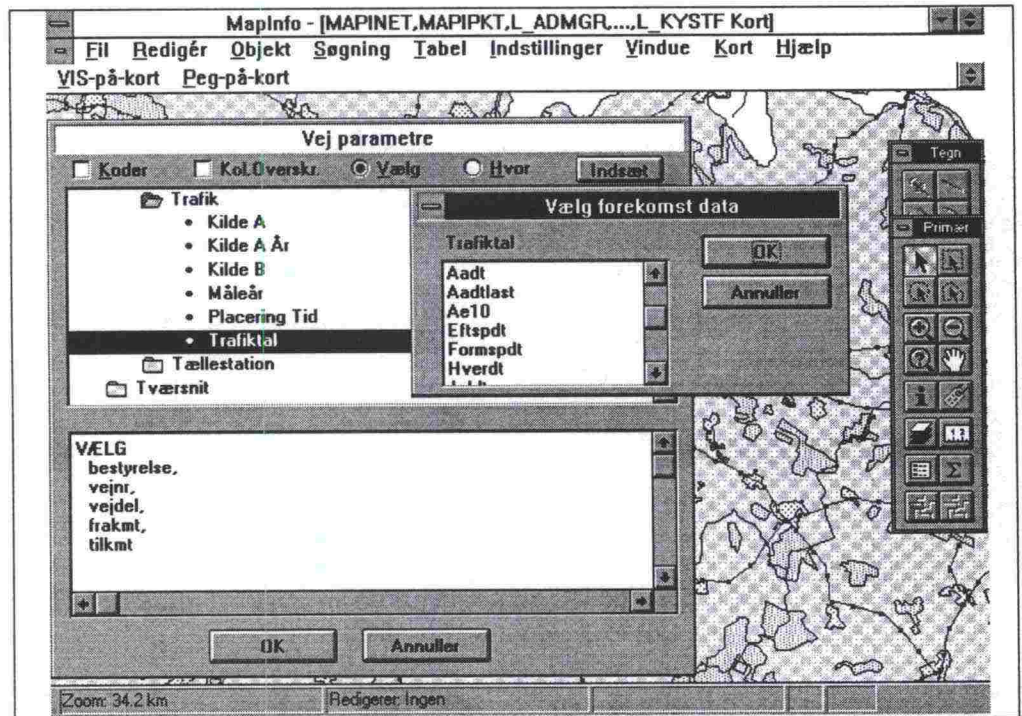 MapInfo - [MAPINET,MAPIPKT,L_ADMGR,...,L_KYSTF Kort]
Fil Redigér Objekt Søgning Tabel Indstillinger Vindue Kort Hjælp
VIS-på-kort Peg-på-kort
Vej parametre
Koder Kol.Overskr. Vælg Hvor Indsæt
Trafik
Kilde A
Kilde A År
Kilde B
Måleår
Placering Tid
Trafiktal
Tællestation
Tværsnit
Vælg forekomst data
Trafiktal
Aadt
Aadtlast
Ae10
Eftspdt
Formspdt
Hverdt
OK
Annuller
VÆLG
bestyrelse,
vejnr,
vejdel,
frakmt,
tilkmt
OK Annuller
Tegn
Primær
Zoom: 34.2 km Redigerer: Ingen